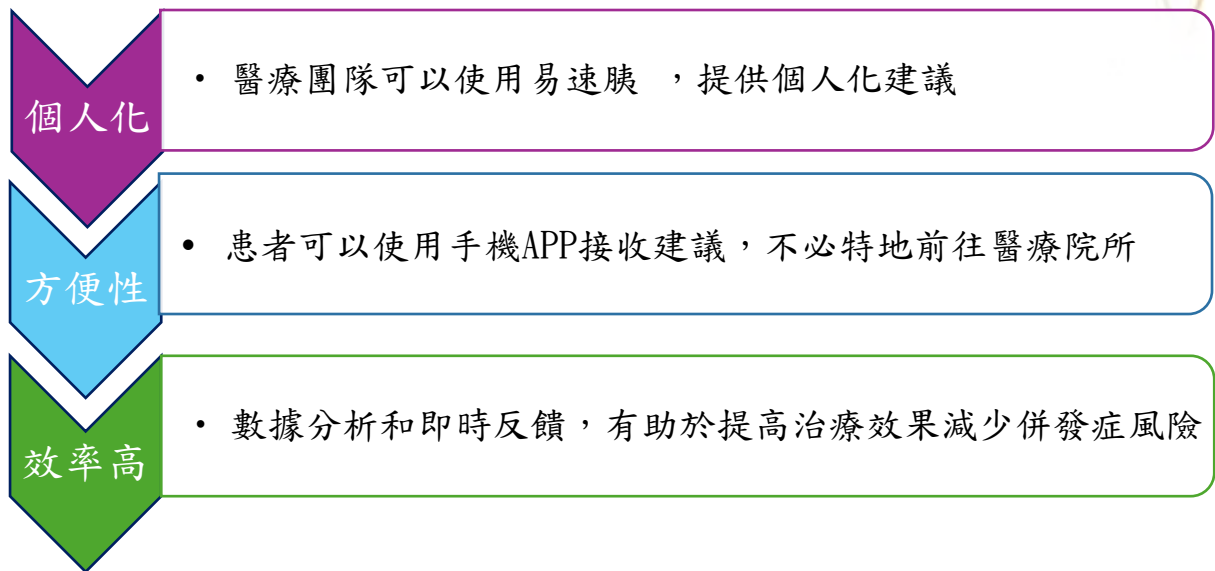 個人化
• 醫療團隊可以使用易速胰 ，提供個人化建議
方便性
• 患者可以使用手機APP接收建議，不必特地前往醫療院所
效率高
• 數據分析和即時反饋，有助於提高治療效果減少併發症風險